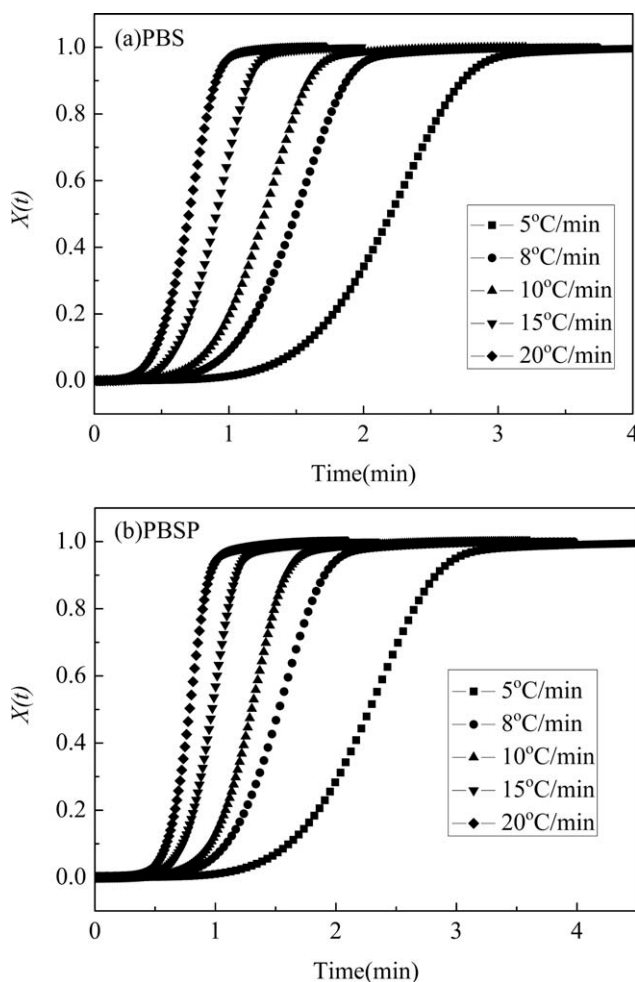 (a)PBS
1.0
0.8
0.6
0.4
0.2
0.0
X(t)
5°C/min
8°C/min
10°C/min
15°C/min
20°C/min
0 1 2 3 4
Time(min)
(b)PBSP
1.0
0.8
0.6
0.4
0.2
0.0
X(t)
5°C/min
8°C/min
10°C/min
15°C/min
20°C/min
0 1 2 3 4
Time(min)